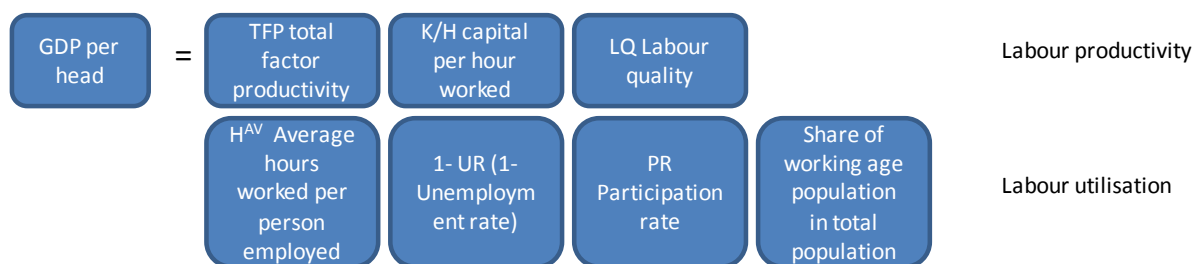 GDP per
head
=
TFP total
factor
productivity
K/H capital
per hour
worked
LQ Labour
quality
Labour productivity
H^AV Average
hours
worked per
person
employed
1- UR (1-
Unemploym
ent rate)
PR
Participation
rate
Share of
working age
population
in total
population
Labour utilisation